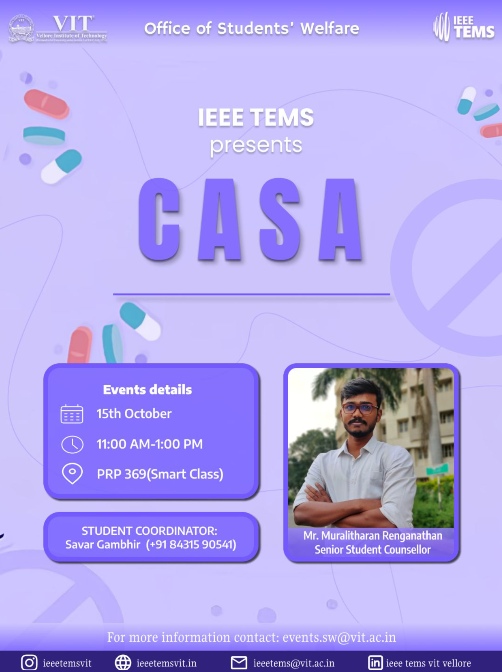 VIT
Vellore Institute of Technology
Office of Students' Welfare
IEEE
TEMS
IEEE TEMS
presents
CASA
Events details
15th October
11:00 AM-1:00 PM
PRP 369(Smart Class)
STUDENT COORDINATOR:
Savar Gambhir (+91 84315 90541)
Mr. Muralitharan Renganathan
Senior Student Counsellor
For more information contact: events.sw@vit.ac.in
ieeetemsvit
ieeetemsvit.in
ieeetems@vit.ac.in
ieee tems vit vellore